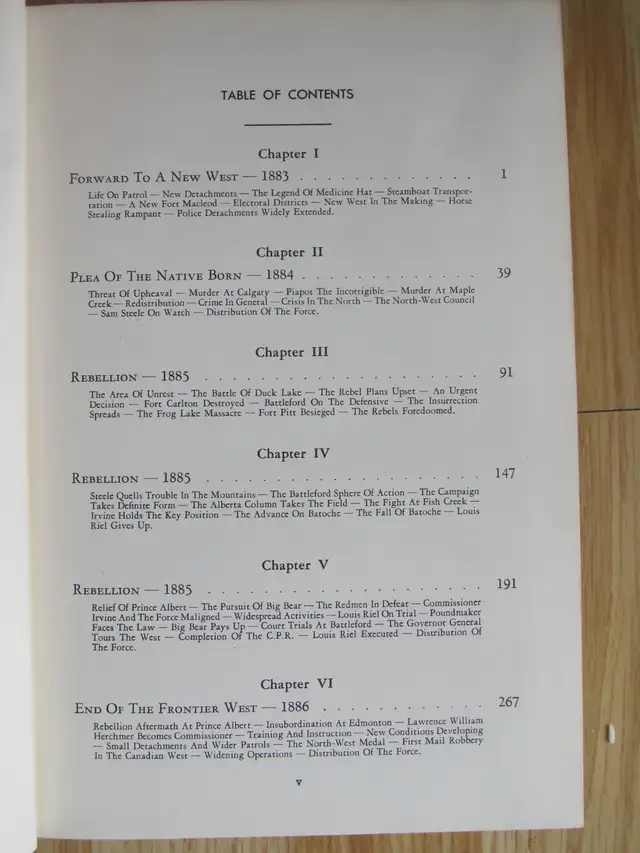 TABLE OF CONTENTS
Chapter I
Forward To A New West — 1883 . . . . . . . . . . . . . 1
Life On Patrol — New Detachments — The Legend Of Medicine Hat — Steamboat Transpor-
tation — A New Fort Macleod — Electoral Districts — New West In The Making — Horse
Stealing Rampant — Police Detachments Widely Extended.
Chapter II
Plea Of The Native Born — 1884 . . . . . . . . . . . . . 39
Threat Of Upheaval — Murder At Calgary — Piapot The Incorrigible — Murder At Maple
Creek — Redistribution — Crime In General — Crisis In The North — The North-West Council
— Sam Steele On Watch — Distribution Of The Force.
Chapter III
Rebellion — 1885 . . . . . . . . . . . . . . . . . . . 91
The Area Of Unrest — The Battle Of Duck Lake — The Rebel Plans Upset — An Urgent
Decision — Fort Carlton Destroyed — Battleford On The Defensive — The Insurrection
Spreads — The Frog Lake Massacre — Fort Pitt Besieged — The Rebels Foredoomed.
Chapter IV
Rebellion — 1885 . . . . . . . . . . . . . . . . . . . 147
Steele Quells Trouble In The Mountains — The Battleford Sphere Of Action — The Campaign
Takes Definite Form — The Alberta Column Takes The Field — The Fight At Fish Creek —
Irvine Holds The Key Position — The Advance On Batoche — The Fall Of Batoche — Louis
Riel Gives Up.
Chapter V
Rebellion — 1885 . . . . . . . . . . . . . . . . . . . 191
Relief Of Prince Albert — The Pursuit Of Big Bear — The Redmen In Defeat — Commissioner
Irvine And The Force Maligned — Widespread Activities — Louis Riel On Trial — Poundmaker
Faces The Law — Big Bear Pays Up — Court Trials At Battleford — The Governor General
Tours The West — Completion Of The C.P.R. — Louis Riel Executed — Distribution Of
The Force.
Chapter VI
End Of The Frontier West — 1886 . . . . . . . . . . . . 267
Rebellion Aftermath At Prince Albert — Insubordination At Edmonton — Lawrence William
Herchmer Becomes Commissioner — Training And Instruction — New Conditions Developing
— Small Detachments And Wider Patrols — The North-West Medal — First Mail Robbery
In The Canadian West — Widening Operations — Distribution Of The Force.
v